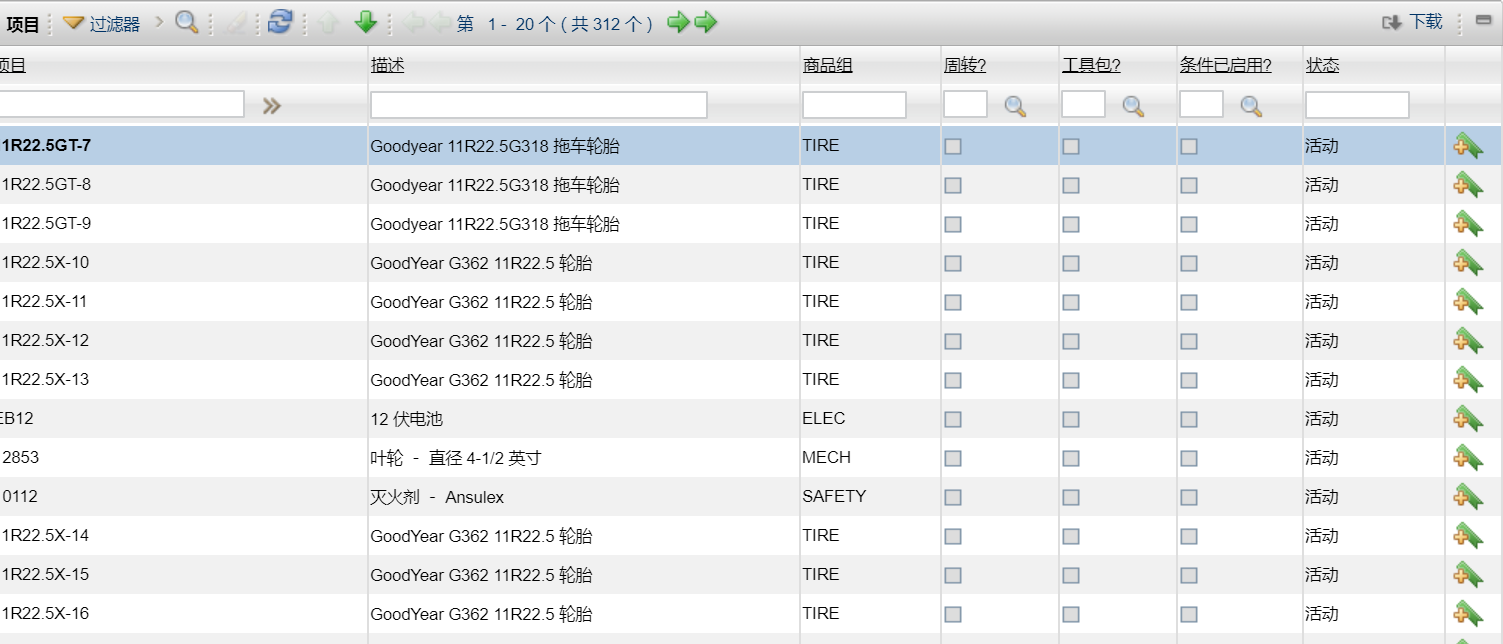 项目 过滤器 第 1 - 20 个 ( 共 312 个 ) 下载
项目 描述 商品组 周转? 工具包? 条件已启用? 状态
1R22.5GT-7 Goodyear 11R22.5G318 拖车轮胎 TIRE 活动
1R22.5GT-8 Goodyear 11R22.5G318 拖车轮胎 TIRE 活动
1R22.5GT-9 Goodyear 11R22.5G318 拖车轮胎 TIRE 活动
1R22.5X-10 GoodYear G362 11R22.5 轮胎 TIRE 活动
1R22.5X-11 GoodYear G362 11R22.5 轮胎 TIRE 活动
1R22.5X-12 GoodYear G362 11R22.5 轮胎 TIRE 活动
1R22.5X-13 GoodYear G362 11R22.5 轮胎 TIRE 活动
EB12 12 伏电池 ELEC 活动
2853 叶轮 - 直径 4-1/2 英寸 MECH 活动
0112 灭火剂 - Ansulex SAFETY 活动
1R22.5X-14 GoodYear G362 11R22.5 轮胎 TIRE 活动
1R22.5X-15 GoodYear G362 11R22.5 轮胎 TIRE 活动
1R22.5X-16 GoodYear G362 11R22.5 轮胎 TIRE 活动